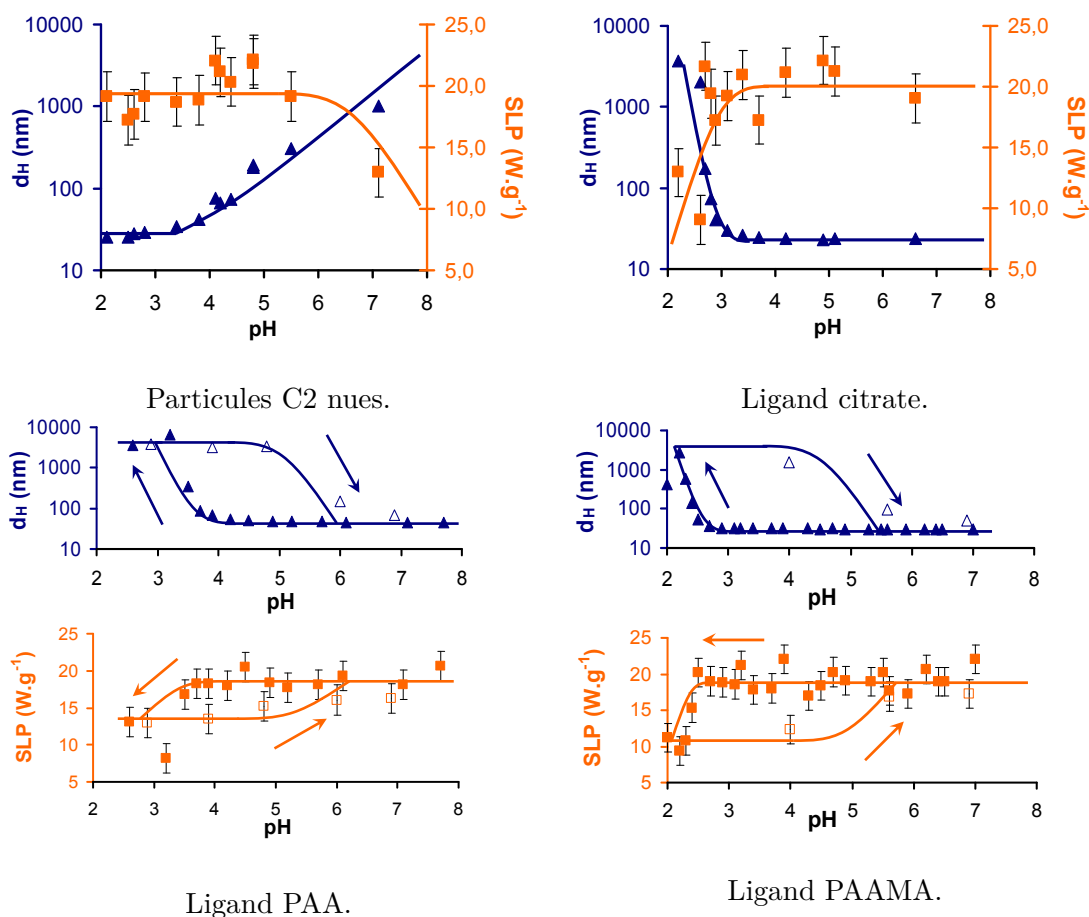 10000
1000
100
10
dH (nm)
25,0
20,0
15,0
10,0
5,0
SLP (W.g-1)
2 3 4 5 6 7 8
pH
Particules C2 nues.
10000
1000
100
10
dH (nm)
25,0
20,0
15,0
10,0
5,0
SLP (W.g-1)
2 3 4 5 6 7 8
pH
Ligand citrate.
10000
1000
100
10
dH (nm)
2 3 4 5 6 7 8
pH
25
20
15
10
5
SLP (W.g-1)
2 3 4 5 6 7 8
pH
Ligand PAA.
10000
1000
100
10
dH (nm)
2 3 4 5 6 7 8
pH
25
20
15
10
5
SLP (W.g-1)
2 3 4 5 6 7 8
pH
Ligand PAAMA.